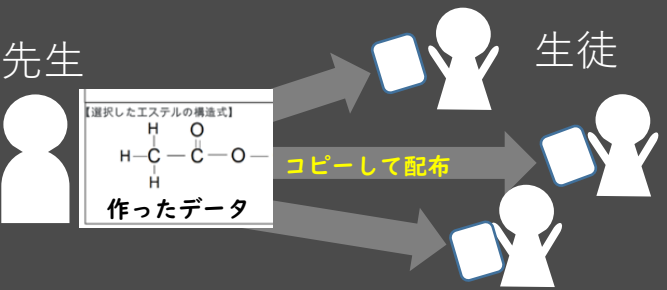 先生
生徒
【選択したエステルの構造式】
H O
H－C－C－O－
H
コピーして配布
作ったデータ